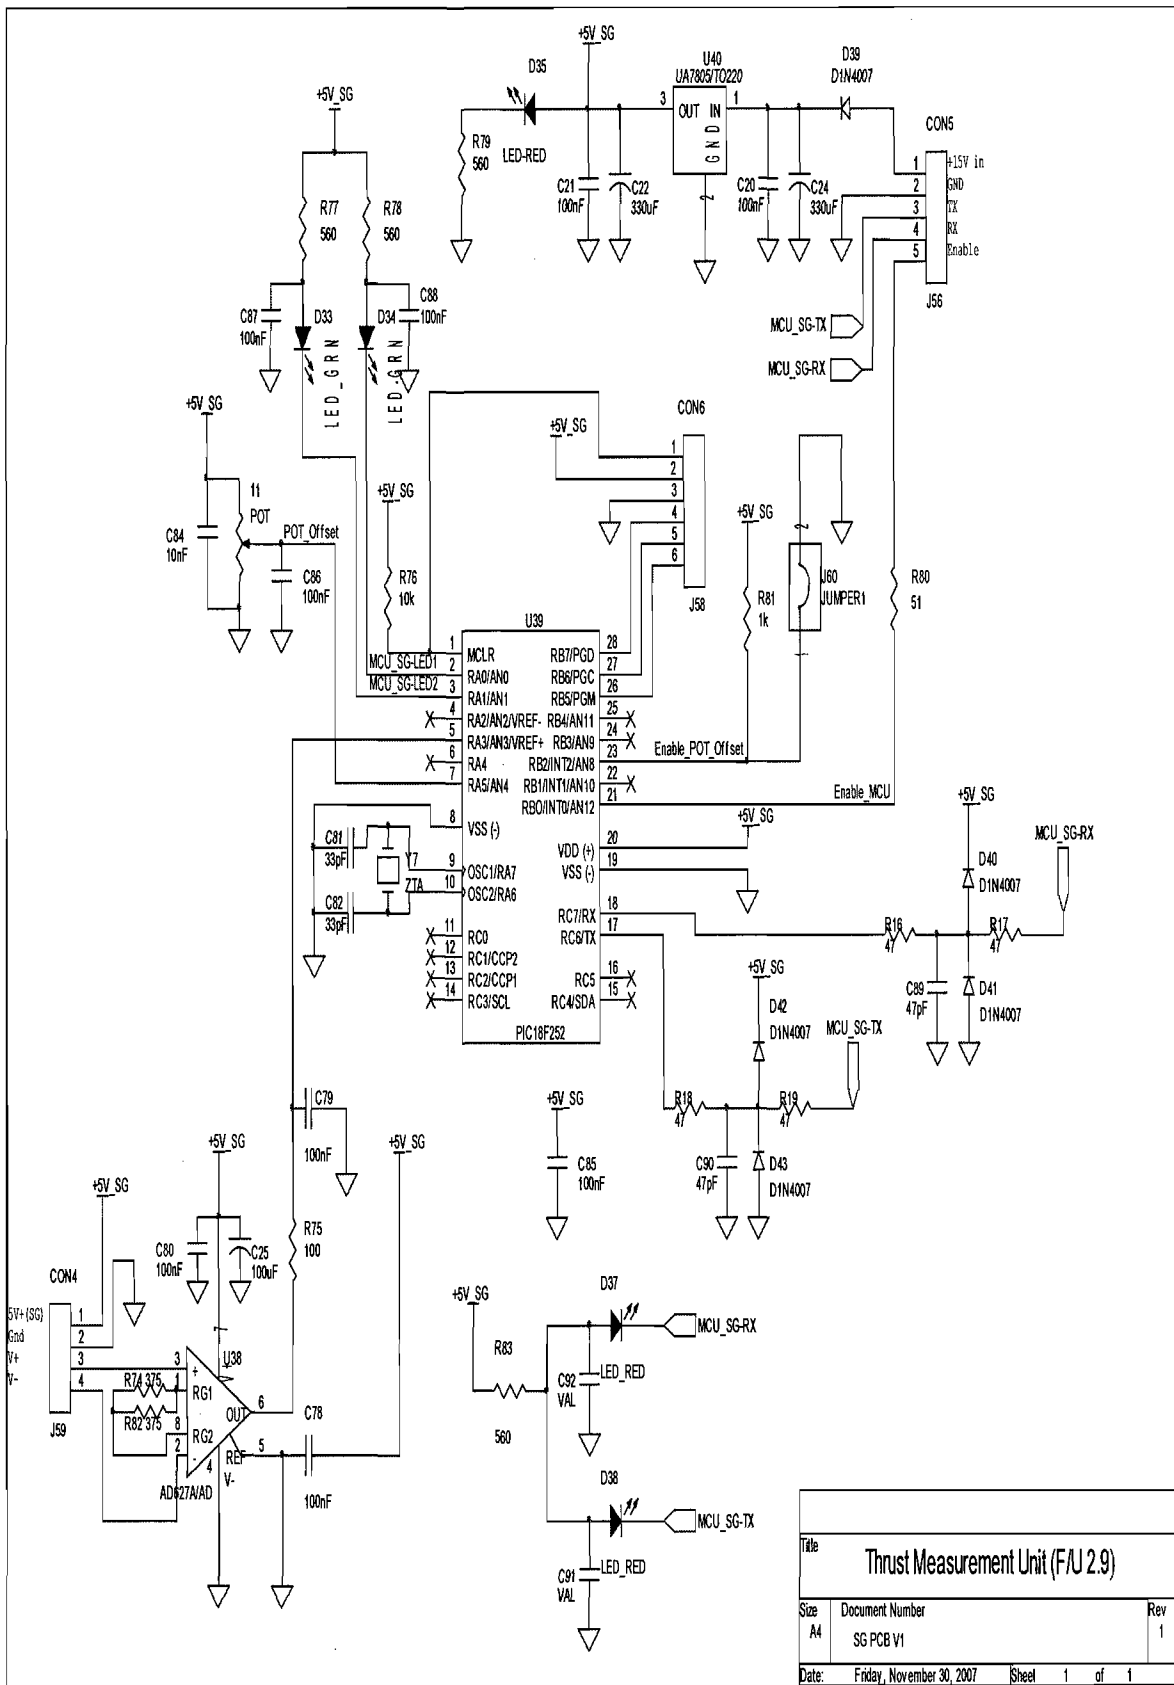 +5V_SG
D35
LED-RED
R79
560
C21
100nF
C22
330uF
U40
UA7805/TO220
3
OUT IN
1
GND
2
C20
100nF
C24
330uF
D39
D1N4007
CON5
1
+15V in
2
GND
3
TX
4
RX
5
Enable
J56
MCU_SG-TX
MCU_SG-RX
+5V_SG
R77
560
R78
560
C87
100nF
D33
LED_GRN
D34
LED-GRN
C88
100nF
+5V_SG
C84
10nF
11
POT
POT_Offset
C86
100nF
+5V_SG
R76
10k
CON6
+5V_SG
1
2
3
4
5
6
J58
+5V_SG
R81
1k
2
J60
JUMPER1
1
R80
51
U39
MCU_SG-LED1
MCU_SG-LED2
1
MCLR
2
RA0/AN0
3
RA1/AN1
4
RA2/AN2/VREF-
5
RA3/AN3/VREF+
6
RA4
7
RA5/AN4
8
VSS (-)
9
OSC1/RA7
10
OSC2/RA6
11
RC0
12
RC1/CCP2
13
RC2/CCP1
14
RC3/SCL
RB7/PGD
28
RB6/PGC
27
RB5/PGM
26
RB4/AN11
25
RB3/AN9
24
RB2/INT2/AN8
23
RB1/INT1/AN10
22
RBO/INT0/AN12
21
VDD (+)
20
VSS (-)
19
RC7/RX
18
RC6/TX
17
RC5
16
RC4/SDA
15
PIC18F252
Enable_POT_Offset
Enable_MCU
+5V_SG
C81
33pF
C82
33pF
Y7
ZTA
+5V_SG
D40
D1N4007
MCU_SG-RX
R16
47
R17
47
C89
47pF
D41
D1N4007
+5V_SG
D42
D1N4007
MCU_SG-TX
R18
47
R19
47
C90
47pF
D43
D1N4007
C79
100nF
+5V_SG
C85
100nF
+5V_SG
+5V_SG
+5V_SG
C80
100nF
C25
100uF
R75
100
CON4
5V+(SG)
1
Gnd
2
V+
3
V-
4
J59
R74 375
R82 375
3
+
1
RG1
8
RG2
2
-
7
V+
U38
OUT
6
REF
5
4
V-
AD627A/AD
C78
100nF
+5V_SG
R83
560
D37
LED_RED
MCU_SG-RX
C92
VAL
D38
LED_RED
MCU_SG-TX
C91
VAL
Title
Thrust Measurement Unit (F/U 2.9)
Size
A4
Document Number
SG PCB V1
Rev
1
Date: Friday, November 30, 2007 Sheet 1 of 1